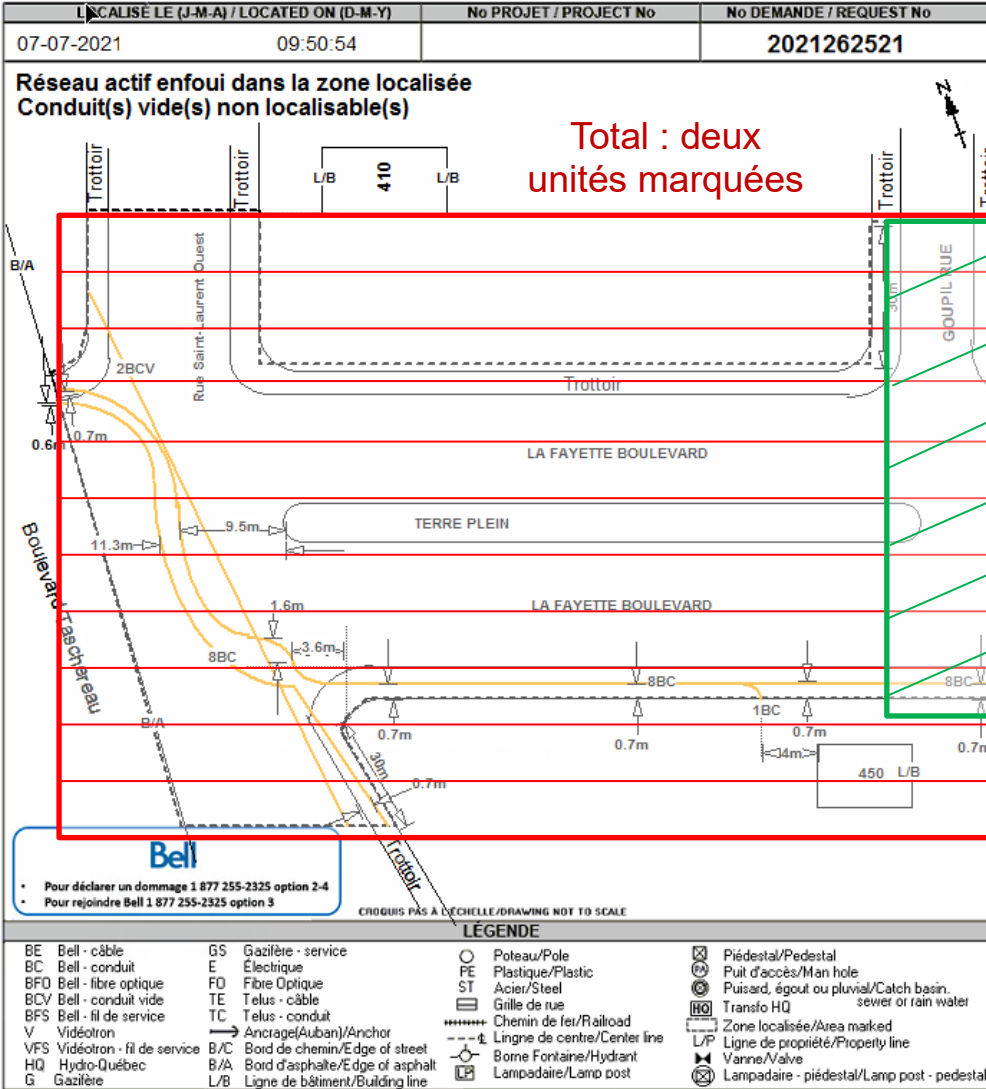 LOCALISÉ LE (J-M-A) / LOCATED ON (D-M-Y)
No PROJET / PROJECT No
No DEMANDE / REQUEST No
07-07-2021 09:50:54
2021262521
Réseau actif enfoui dans la zone localisée
Conduit(s) vide(s) non localisable(s)
N
Total : deux
unités marquées
Trottoir
Trottoir
L/B
410
L/B
Trottoir
Trottoir
B/A
Rue Saint-Laurent Ouest
30m
GOUPIL RUE
2BCV
Trottoir
0.6m
0.7m
LA FAYETTE BOULEVARD
9.5m
TERRE PLEIN
11.3m
Boulevard Taschereau
1.6m
LA FAYETTE BOULEVARD
3.6m
8BC
8BC
8BC
1BC
B/A
0.7m
0.7m
0.7m
0.7m
34m
30m
0.7m
450 L/B
Trottoir
Bell
• Pour déclarer un dommage 1 877 255-2325 option 2-4
• Pour rejoindre Bell 1 877 255-2325 option 3
CROQUIS PAS À L'ÉCHELLE/DRAWING NOT TO SCALE
LÉGENDE
BE Bell - câble
BC Bell - conduit
BFO Bell - fibre optique
BCV Bell - conduit vide
BFS Bell - fil de service
V Vidéotron
VFS Vidéotron - fil de service
HQ Hydro-Québec
G Gazifère
GS Gazifère - service
E Électrique
FO Fibre Optique
TE Telus - câble
TC Telus - conduit
Ancrage(Auban)/Anchor
B/C Bord de chemin/Edge of street
B/A Bord d'asphalte/Edge of asphalt
L/B Ligne de bâtiment/Building line
Poteau/Pole
PE Plastique/Plastic
ST Acier/Steel
Grille de rue
Chemin de fer/Railroad
Lingne de centre/Center line
Borne Fontaine/Hydrant
LP Lampadaire/Lamp post
Piédestal/Pedestal
PA Puit d'accès/Man hole
Puisard, égout ou pluvial/Catch basin.
sewer or rain water
HQ Transfo HQ
Zone localisée/Area marked
L/P Ligne de propriété/Property line
Vanne/Valve
Lampadaire - piédestal/Lamp post - pedestal